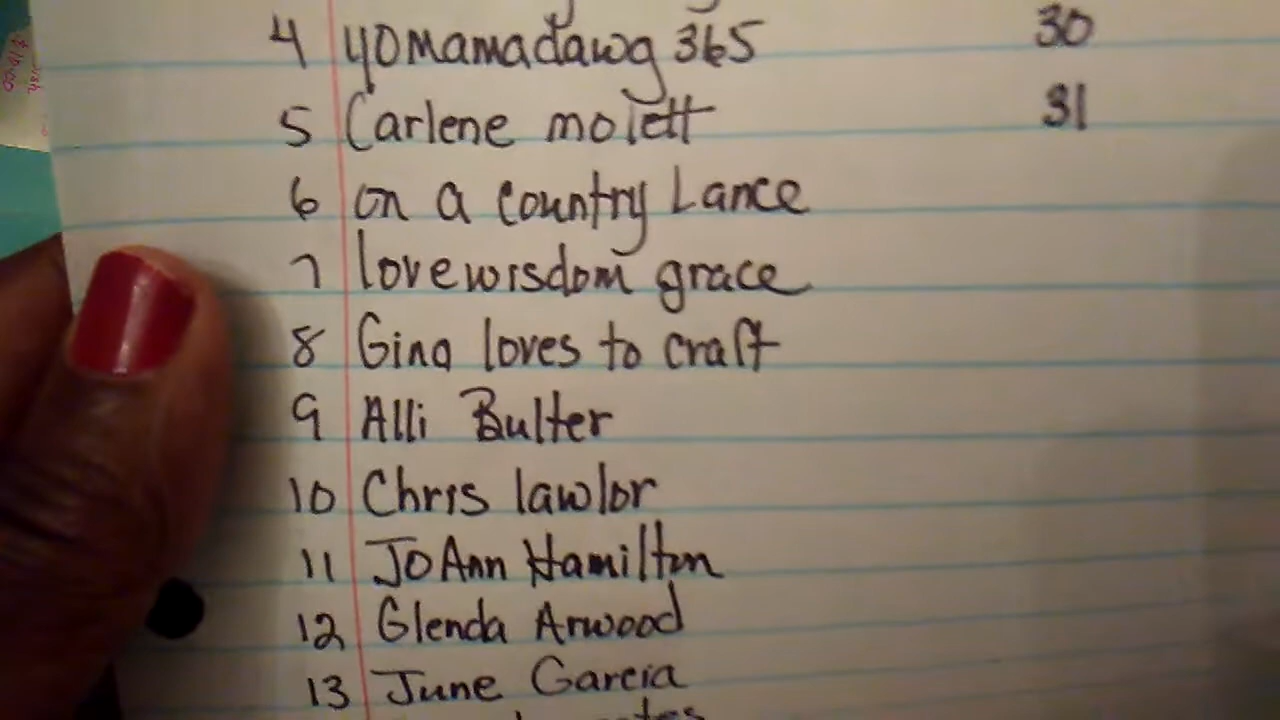 4 yomamadawg 365 30
5 Carlene molett 31
6 on a country Lance
7 lovewisdom grace
8 Gina loves to craft
9 Alli Bulter
10 Chris lawlor
11 JoAnn Hamilton
12 Glenda Arwood
13 June Garcia